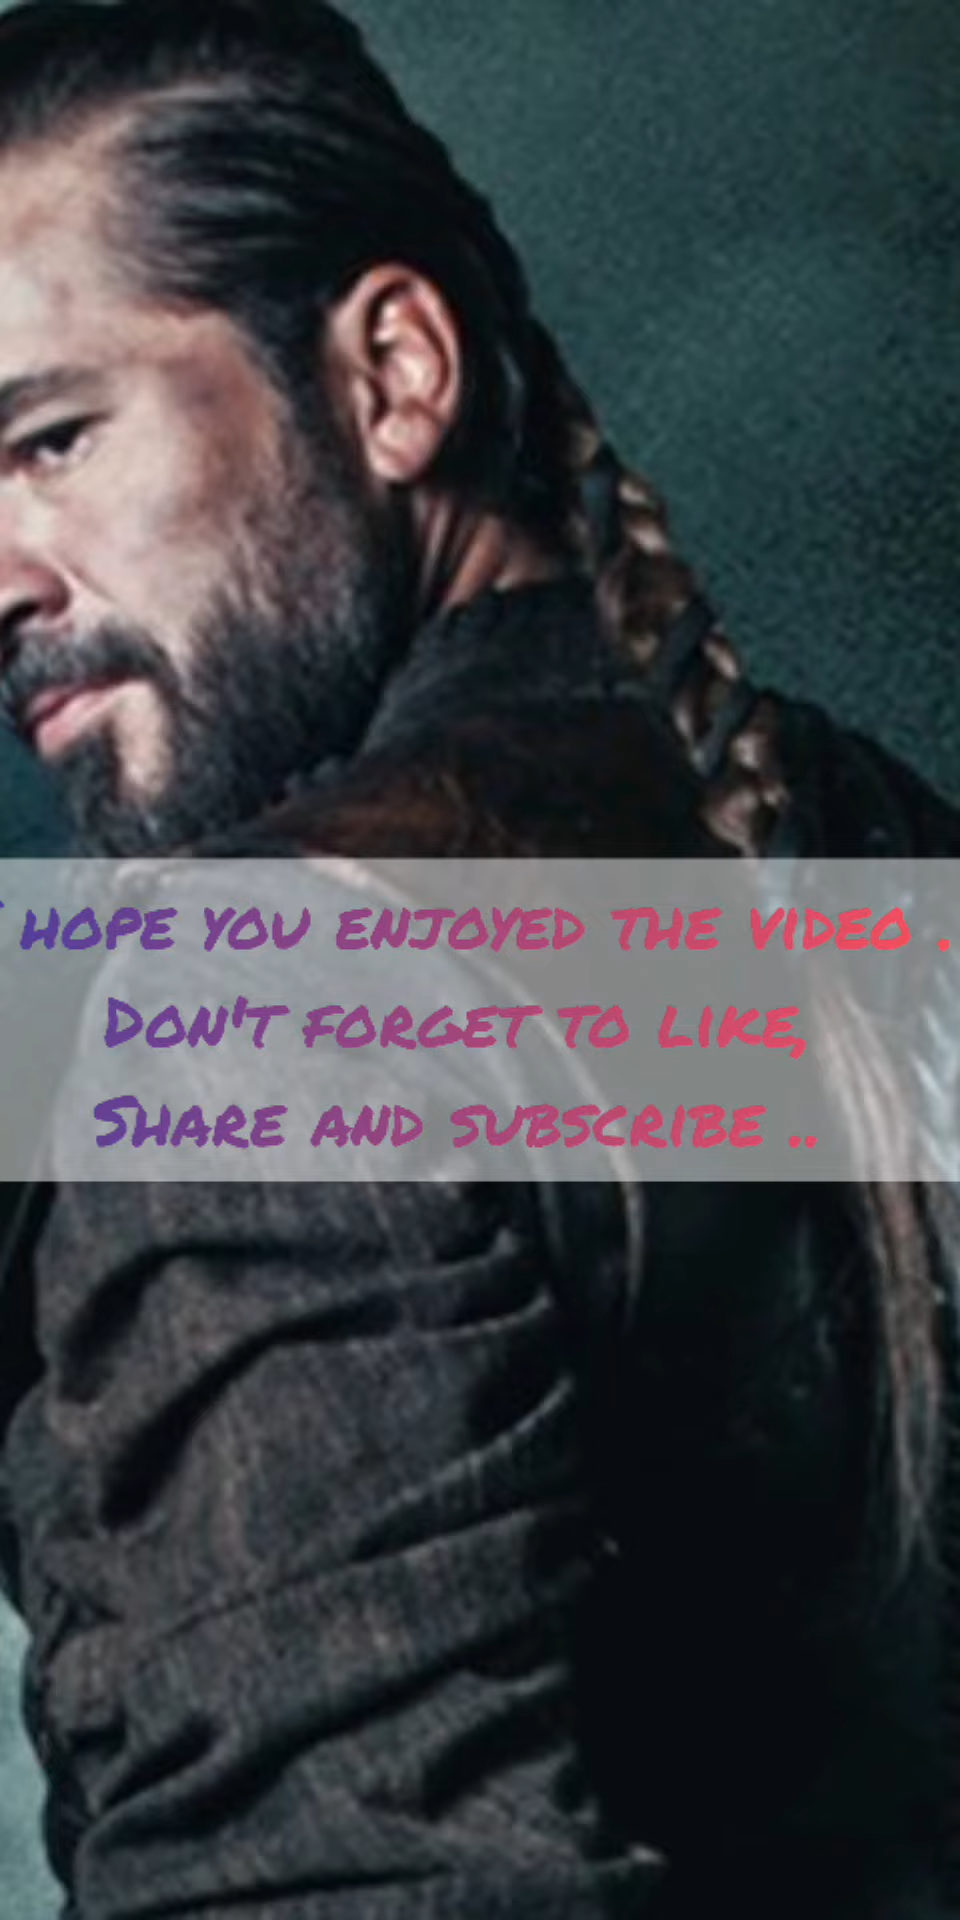 hope you enjoyed the video .
Don't forget to like,
Share and subscribe ..